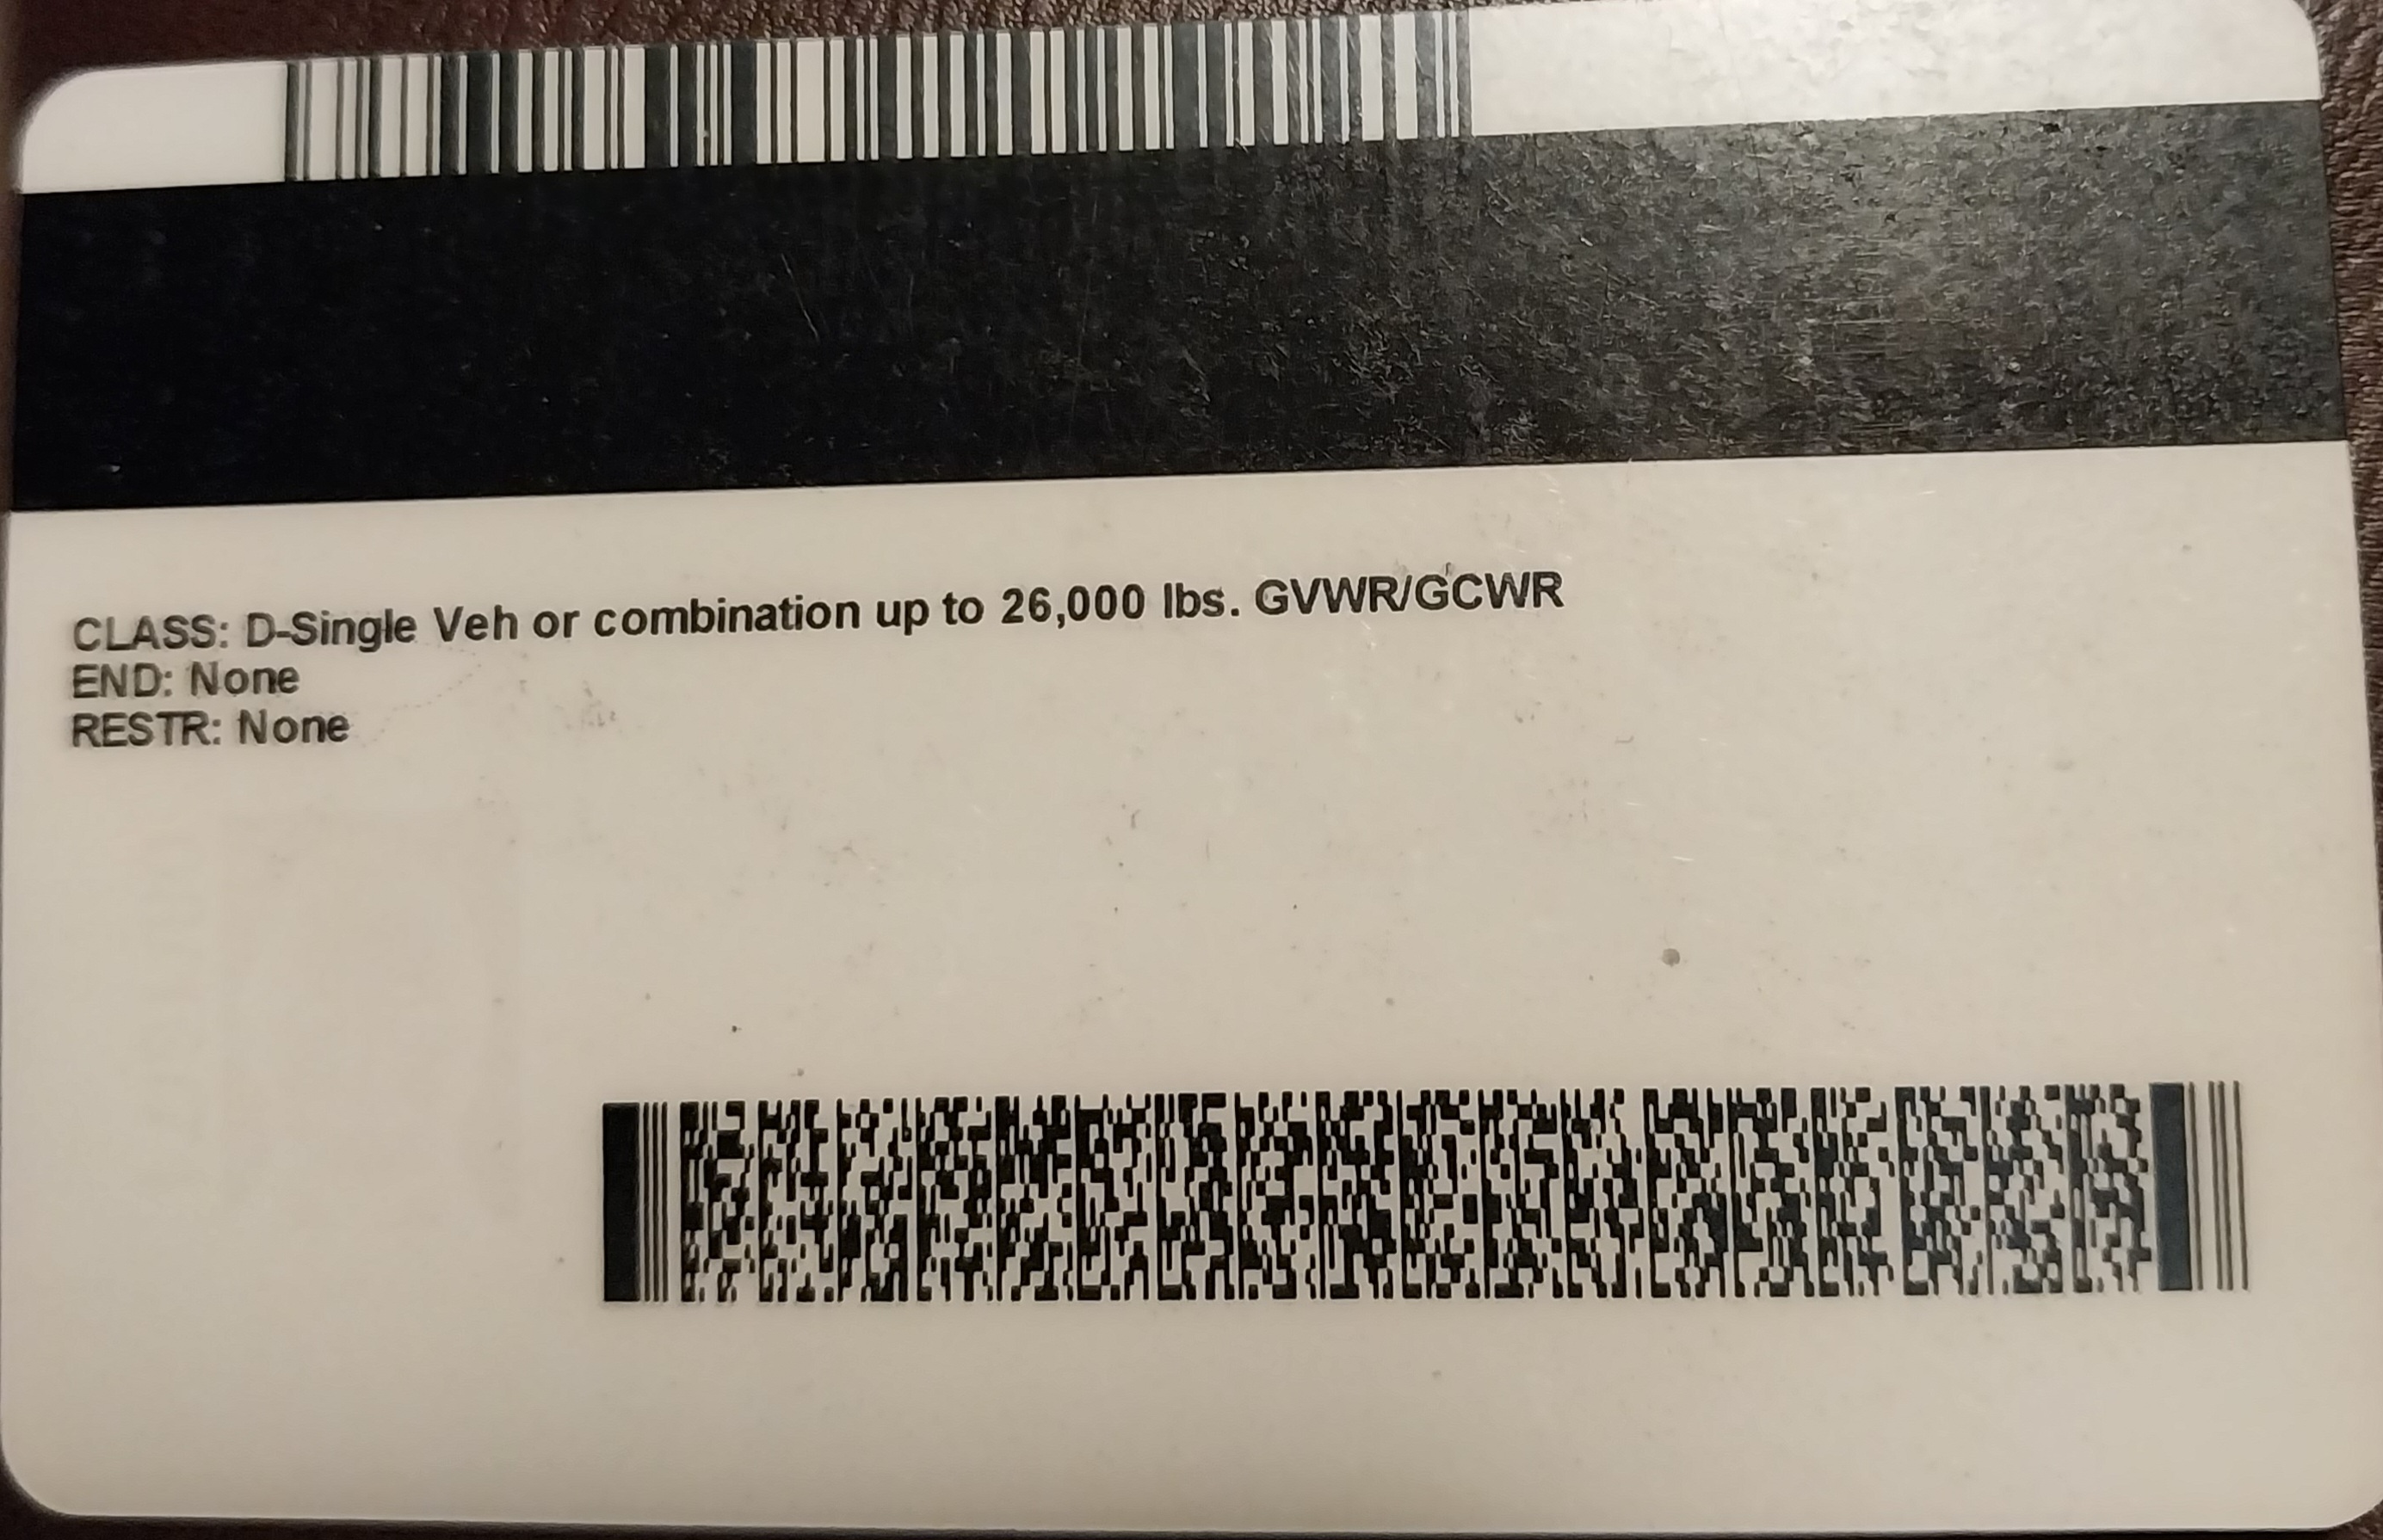 CLASS: D-Single Veh or combination up to 26,000 lbs. GVWR/GCWR
END: None
RESTR: None